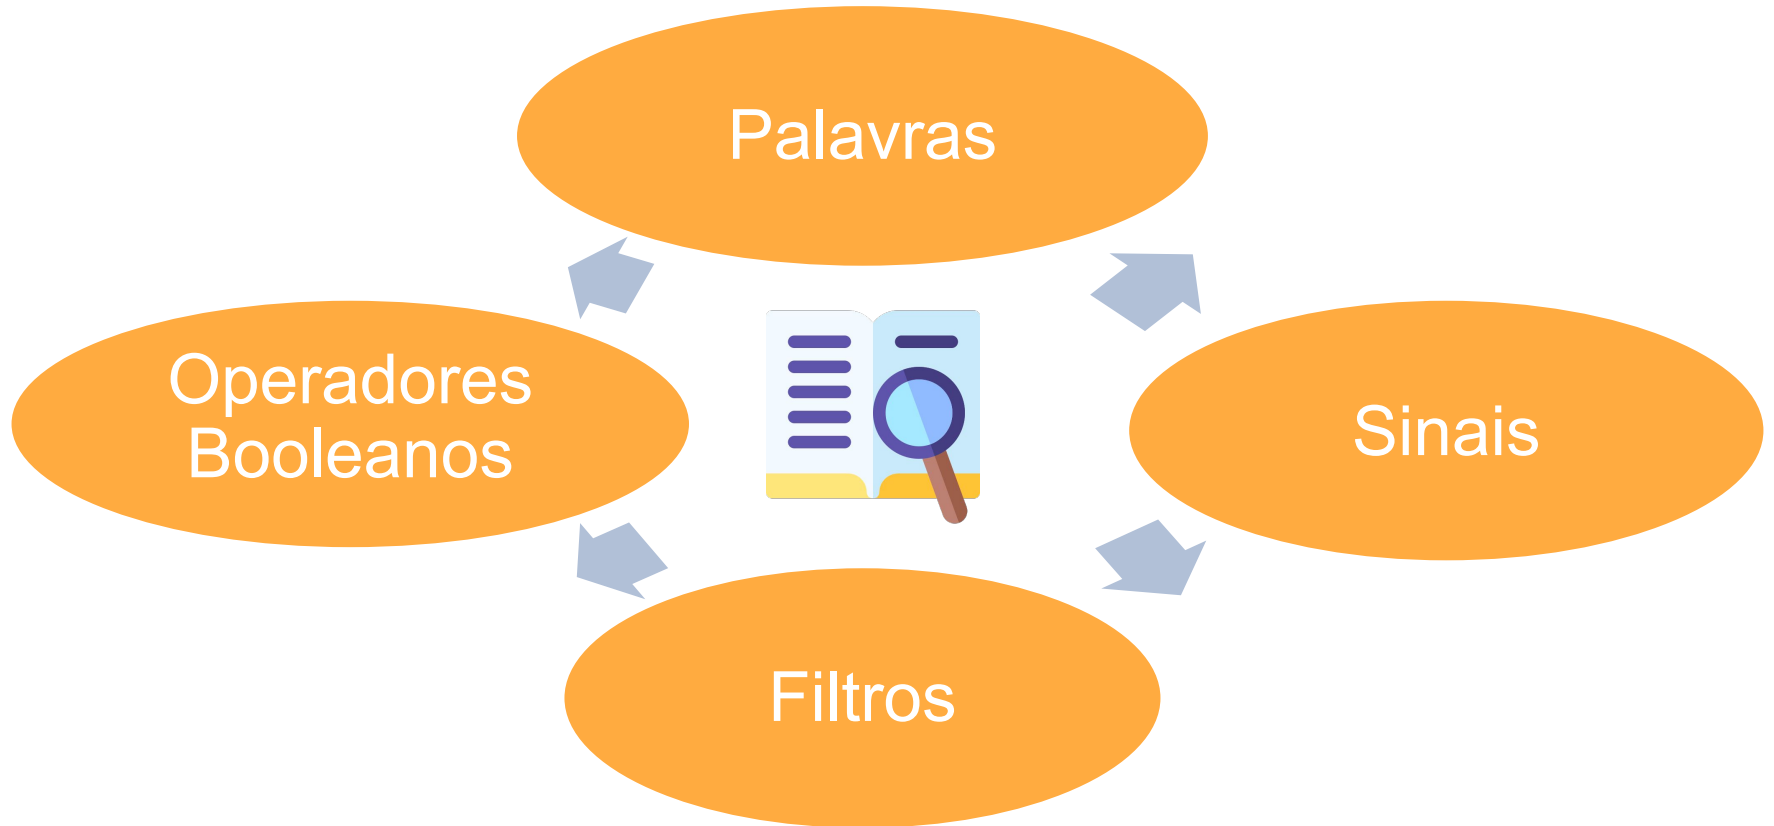 Palavras
Operadores
Booleanos
Sinais
Filtros